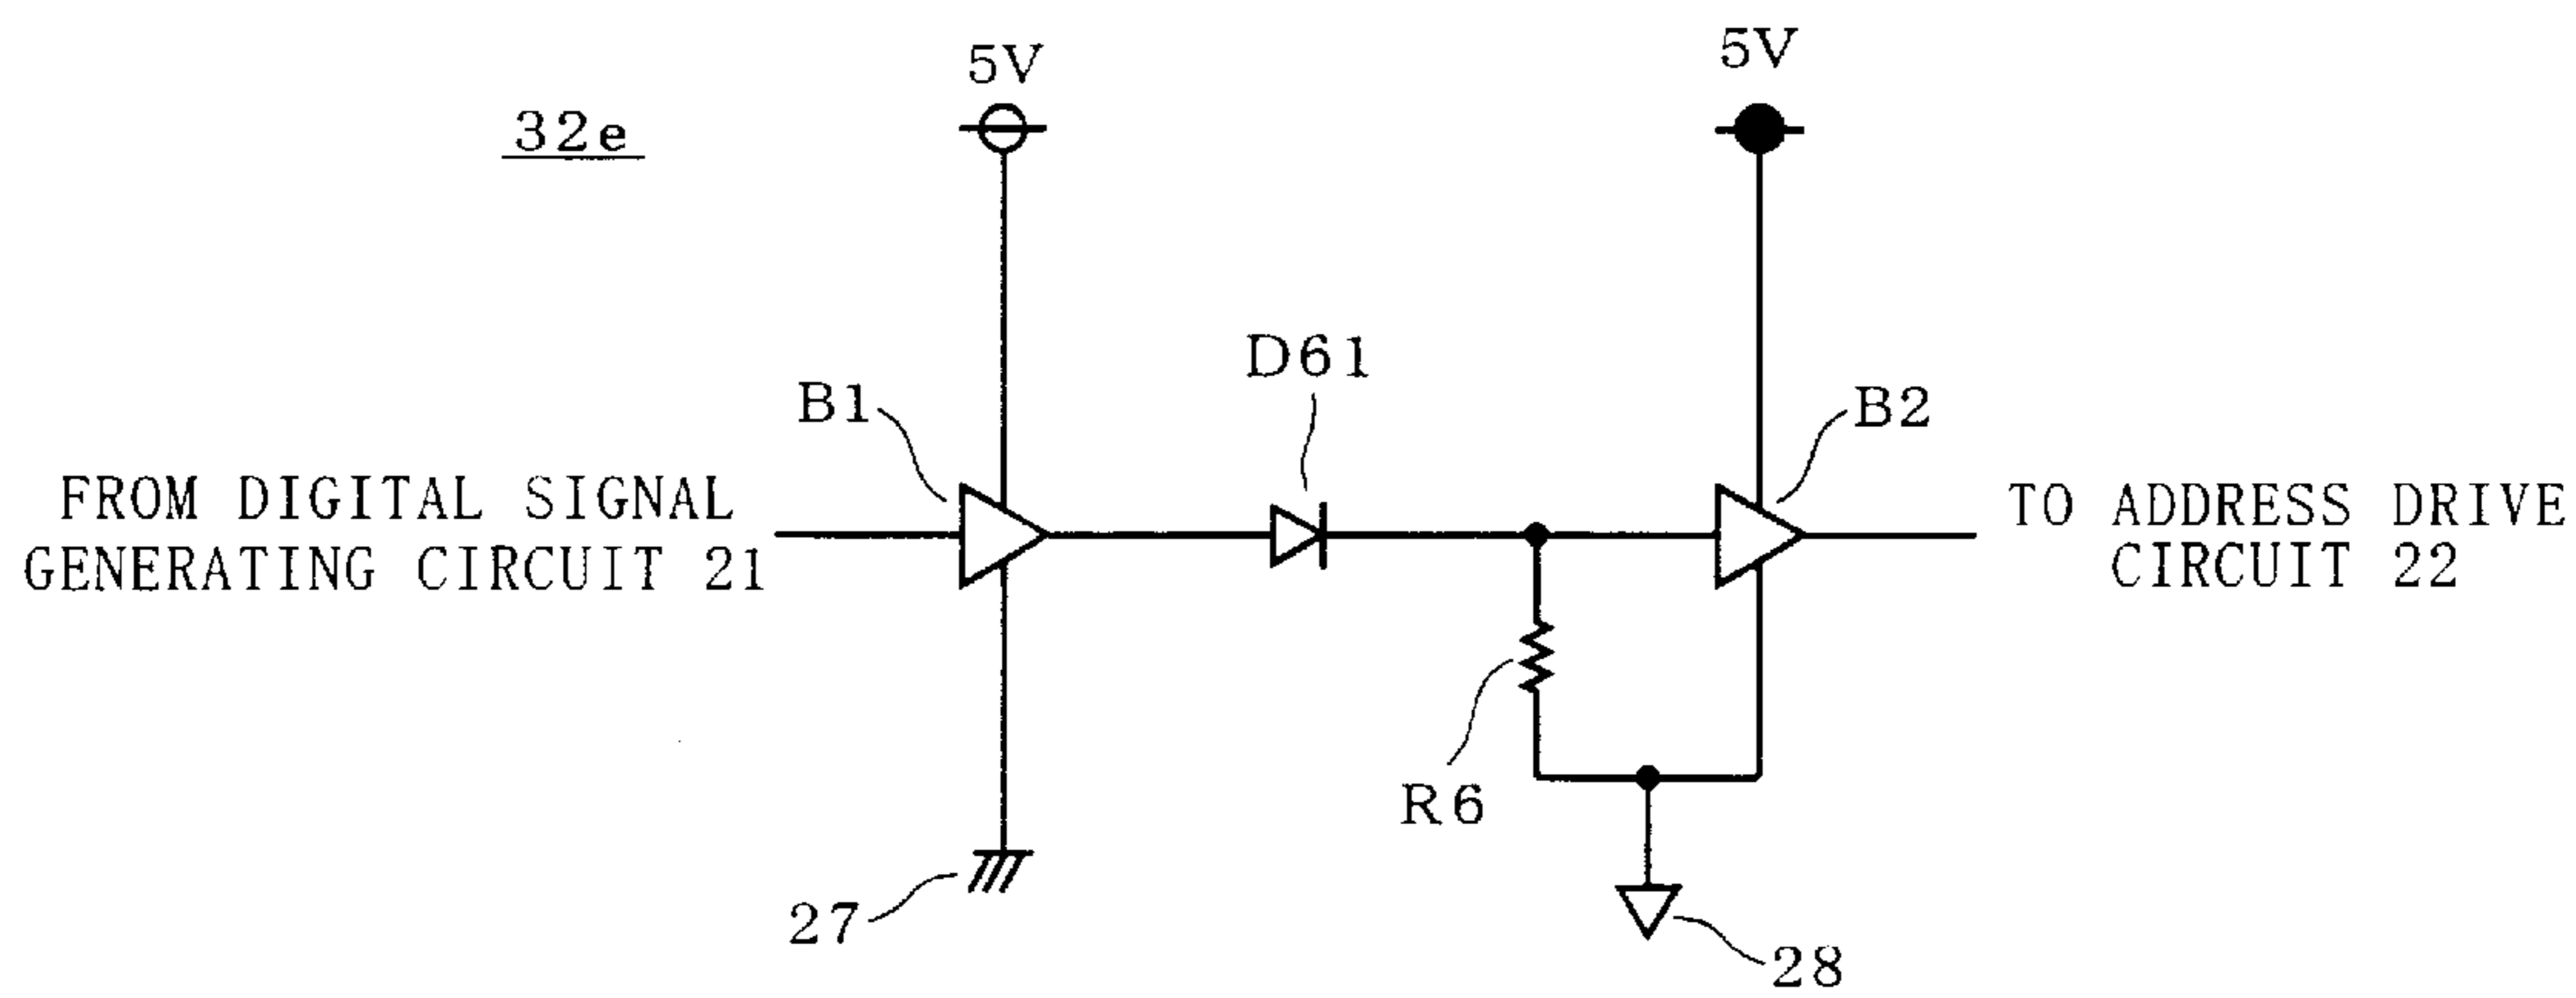 32e
5V
5V
B1
D61
B2
FROM DIGITAL SIGNAL
GENERATING CIRCUIT 21
TO ADDRESS DRIVE
CIRCUIT 22
R6
27
28